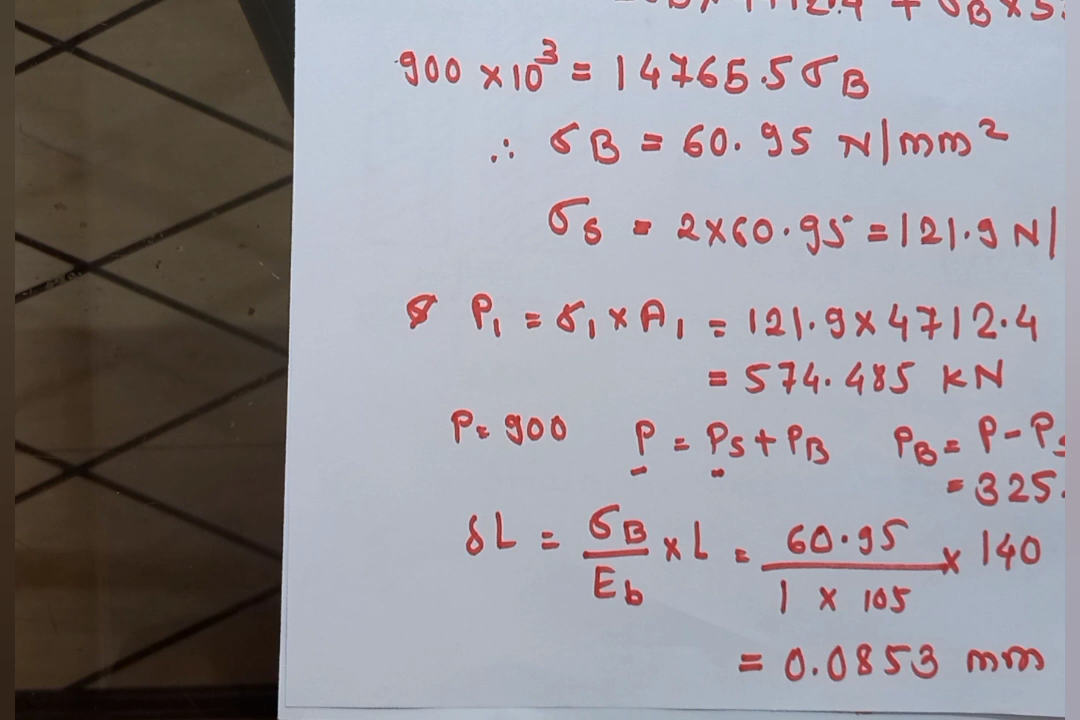 900 × 10³ = 14765.5 σB
∴ σB = 60.95 N/mm²
σs = 2×60.95 = 121.9 N/
P₁ = σ₁ × A₁ = 121.9 × 4712.4
= 574.485 KN
P = 900 P = Ps + PB PB = P - Ps
= 325.
δL = σB/Eb × L = 60.95/1 × 105 × 140
= 0.0853 mm